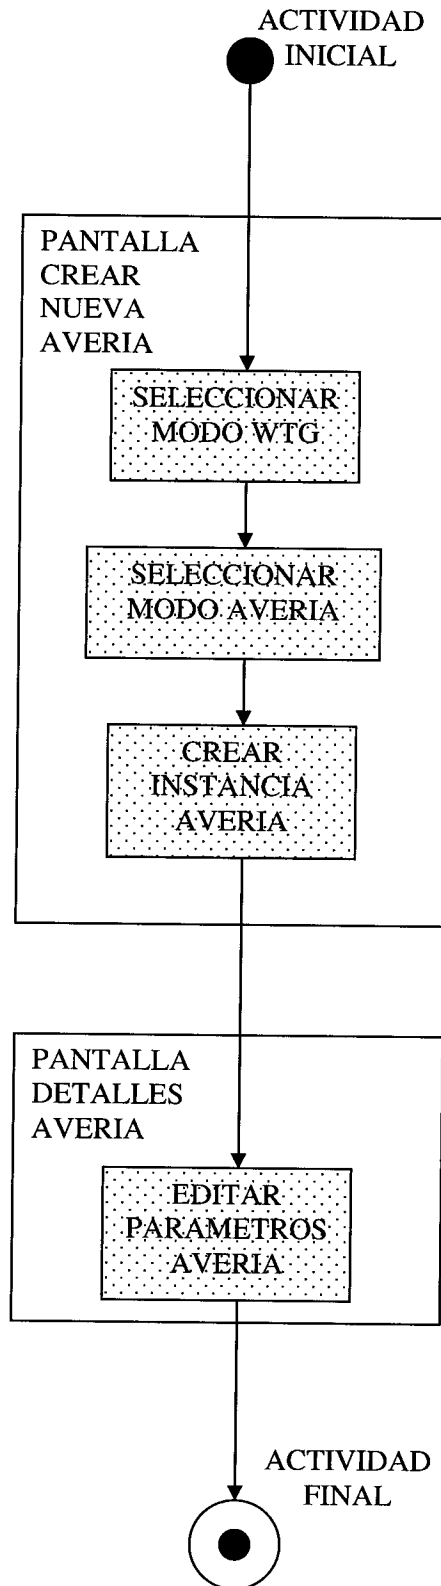 ACTIVIDAD
INICIAL
PANTALLA
CREAR
NUEVA
AVERIA
SELECCIONAR
MODO WTG
SELECCIONAR
MODO AVERIA
CREAR
INSTANCIA
AVERIA
PANTALLA
DETALLES
AVERIA
EDITAR
PARAMETROS
AVERIA
ACTIVIDAD
FINAL